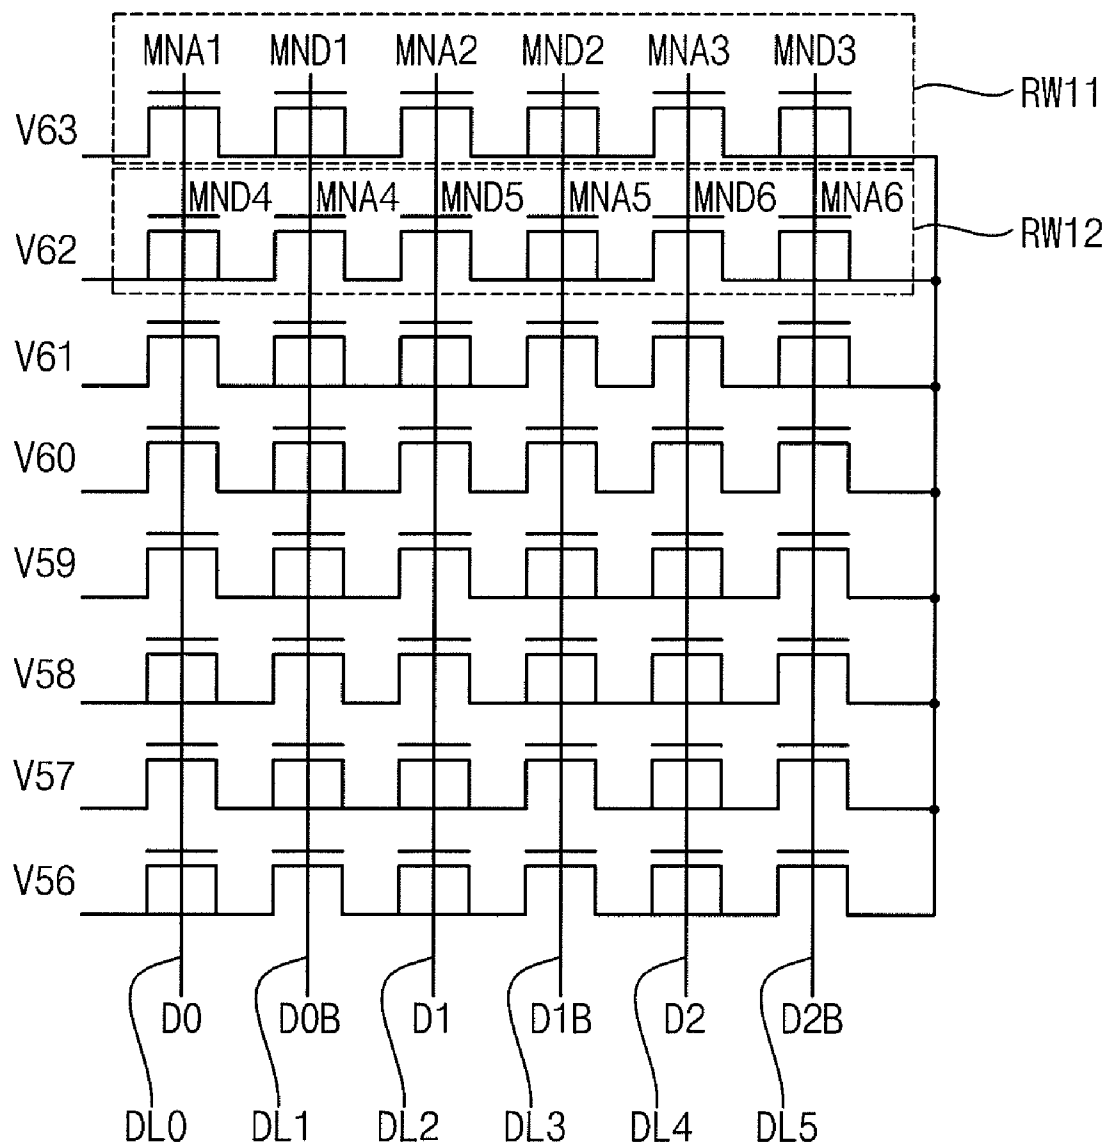 MNA1 MND1 MNA2 MND2 MNA3 MND3
RW11
V63
MND4 MNA4 MND5 MNA5 MND6 MNA6
RW12
V62
V61
V60
V59
V58
V57
V56
D0 D0B D1 D1B D2 D2B
DL0 DL1 DL2 DL3 DL4 DL5